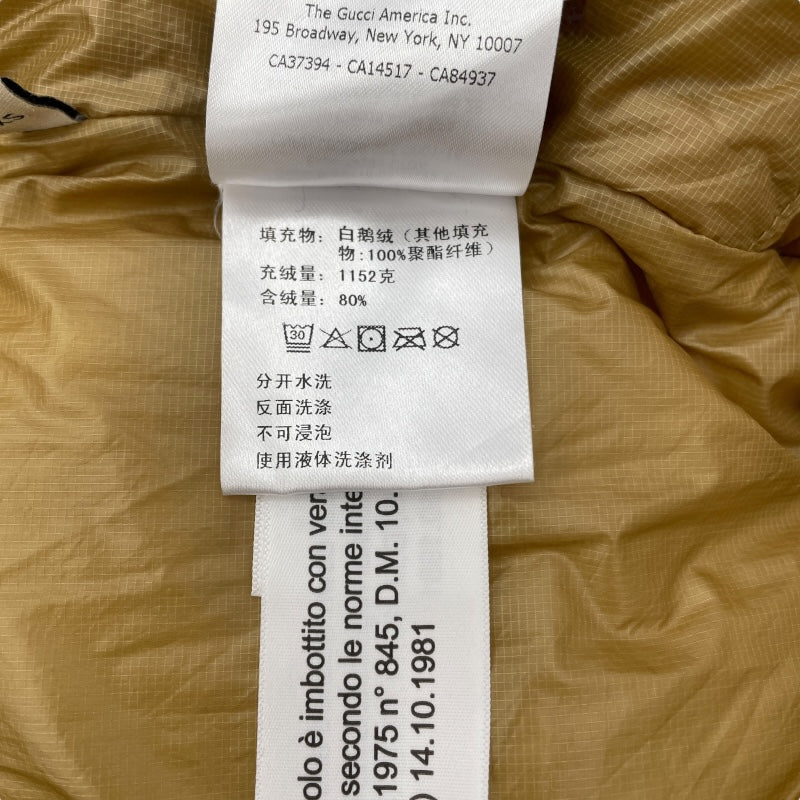 The Gucci America Inc.
195 Broadway, New York, NY 10007
CA37394 - CA14517 - CA84937
填充物: 白鹅绒（其他填充
物:100%聚酯纤维）
充绒量: 1152克
含绒量: 80%
30
分开水洗
反面洗涤
不可浸泡
使用液体洗涤剂
olo è imbottito con ver
secondo le norme inte
1975 n° 845, D.M. 10.
) 14.10.1981